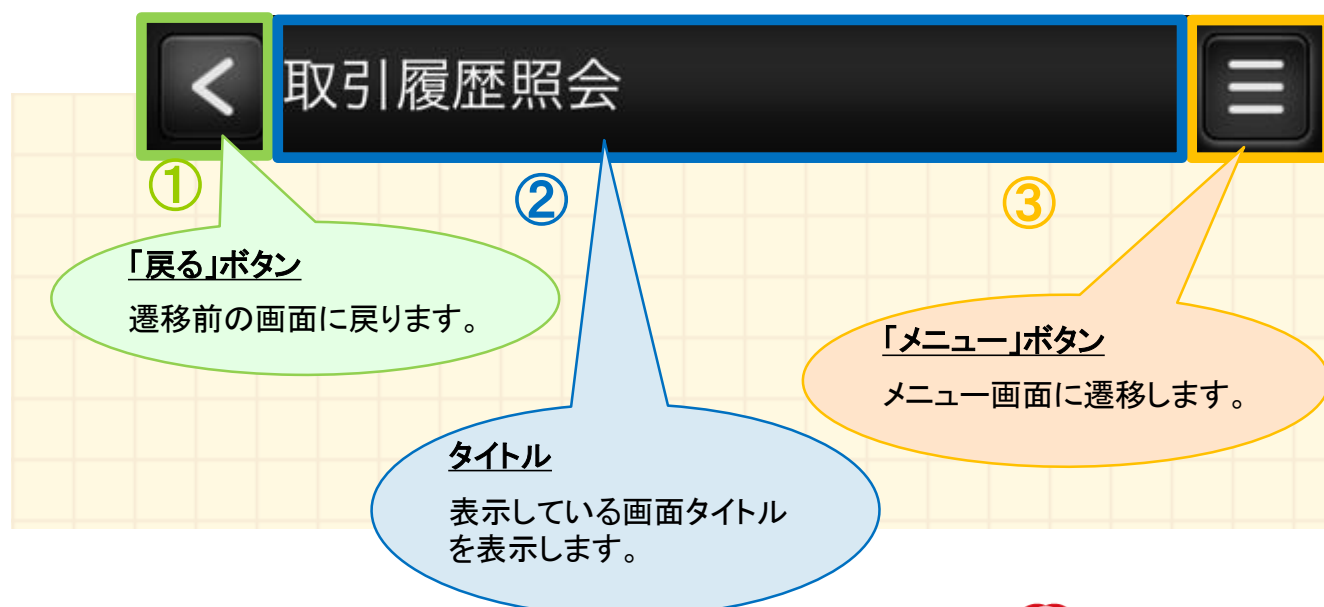 取引履歴照会
①
②
③
「戻る」ボタン
遷移前の画面に戻ります。
「メニュー」ボタン
メニュー画面に遷移します。
タイトル
表示している画面タイトル
を表示します。